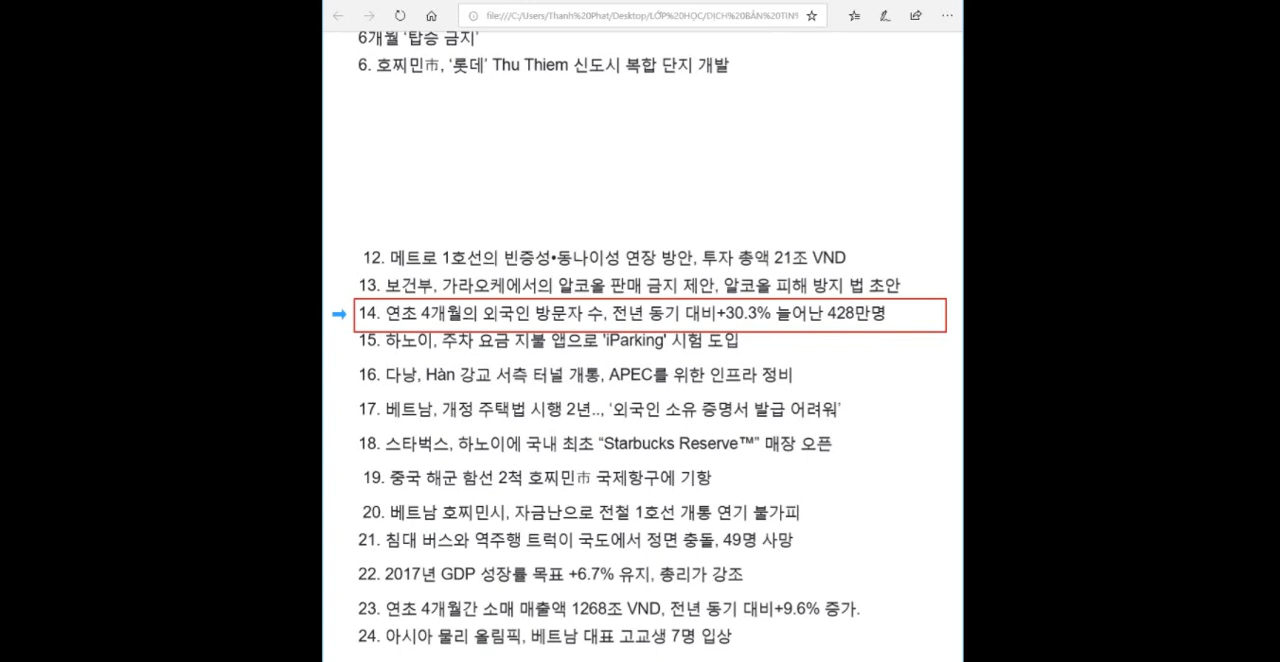 file:///C:/Users/Thanh%20Phat/Desktop/LỚP%20HỌC/DỊCH%20BẢN%20TIN%
6개월 ‘탑승 금지’
6. 호찌민市, ‘롯데’ Thu Thiem 신도시 복합 단지 개발
12. 메트로 1호선의 빈증성•동나이성 연장 방안, 투자 총액 21조 VND
13. 보건부, 가라오케에서의 알코올 판매 금지 제안, 알코올 피해 방지 법 초안
14. 연초 4개월의 외국인 방문자 수, 전년 동기 대비+30.3% 늘어난 428만명
15. 하노이, 주차 요금 지불 앱으로 'iParking' 시험 도입
16. 다낭, Hàn 강교 서측 터널 개통, APEC를 위한 인프라 정비
17. 베트남, 개정 주택법 시행 2년.., ‘외국인 소유 증명서 발급 어려워’
18. 스타벅스, 하노이에 국내 최초 “Starbucks Reserve™” 매장 오픈
19. 중국 해군 함선 2척 호찌민市 국제항구에 기항
20. 베트남 호찌민시, 자금난으로 전철 1호선 개통 연기 불가피
21. 침대 버스와 역주행 트럭이 국도에서 정면 충돌, 49명 사망
22. 2017년 GDP 성장률 목표 +6.7% 유지, 총리가 강조
23. 연초 4개월간 소매 매출액 1268조 VND, 전년 동기 대비+9.6% 증가.
24. 아시아 물리 올림픽, 베트남 대표 고교생 7명 입상